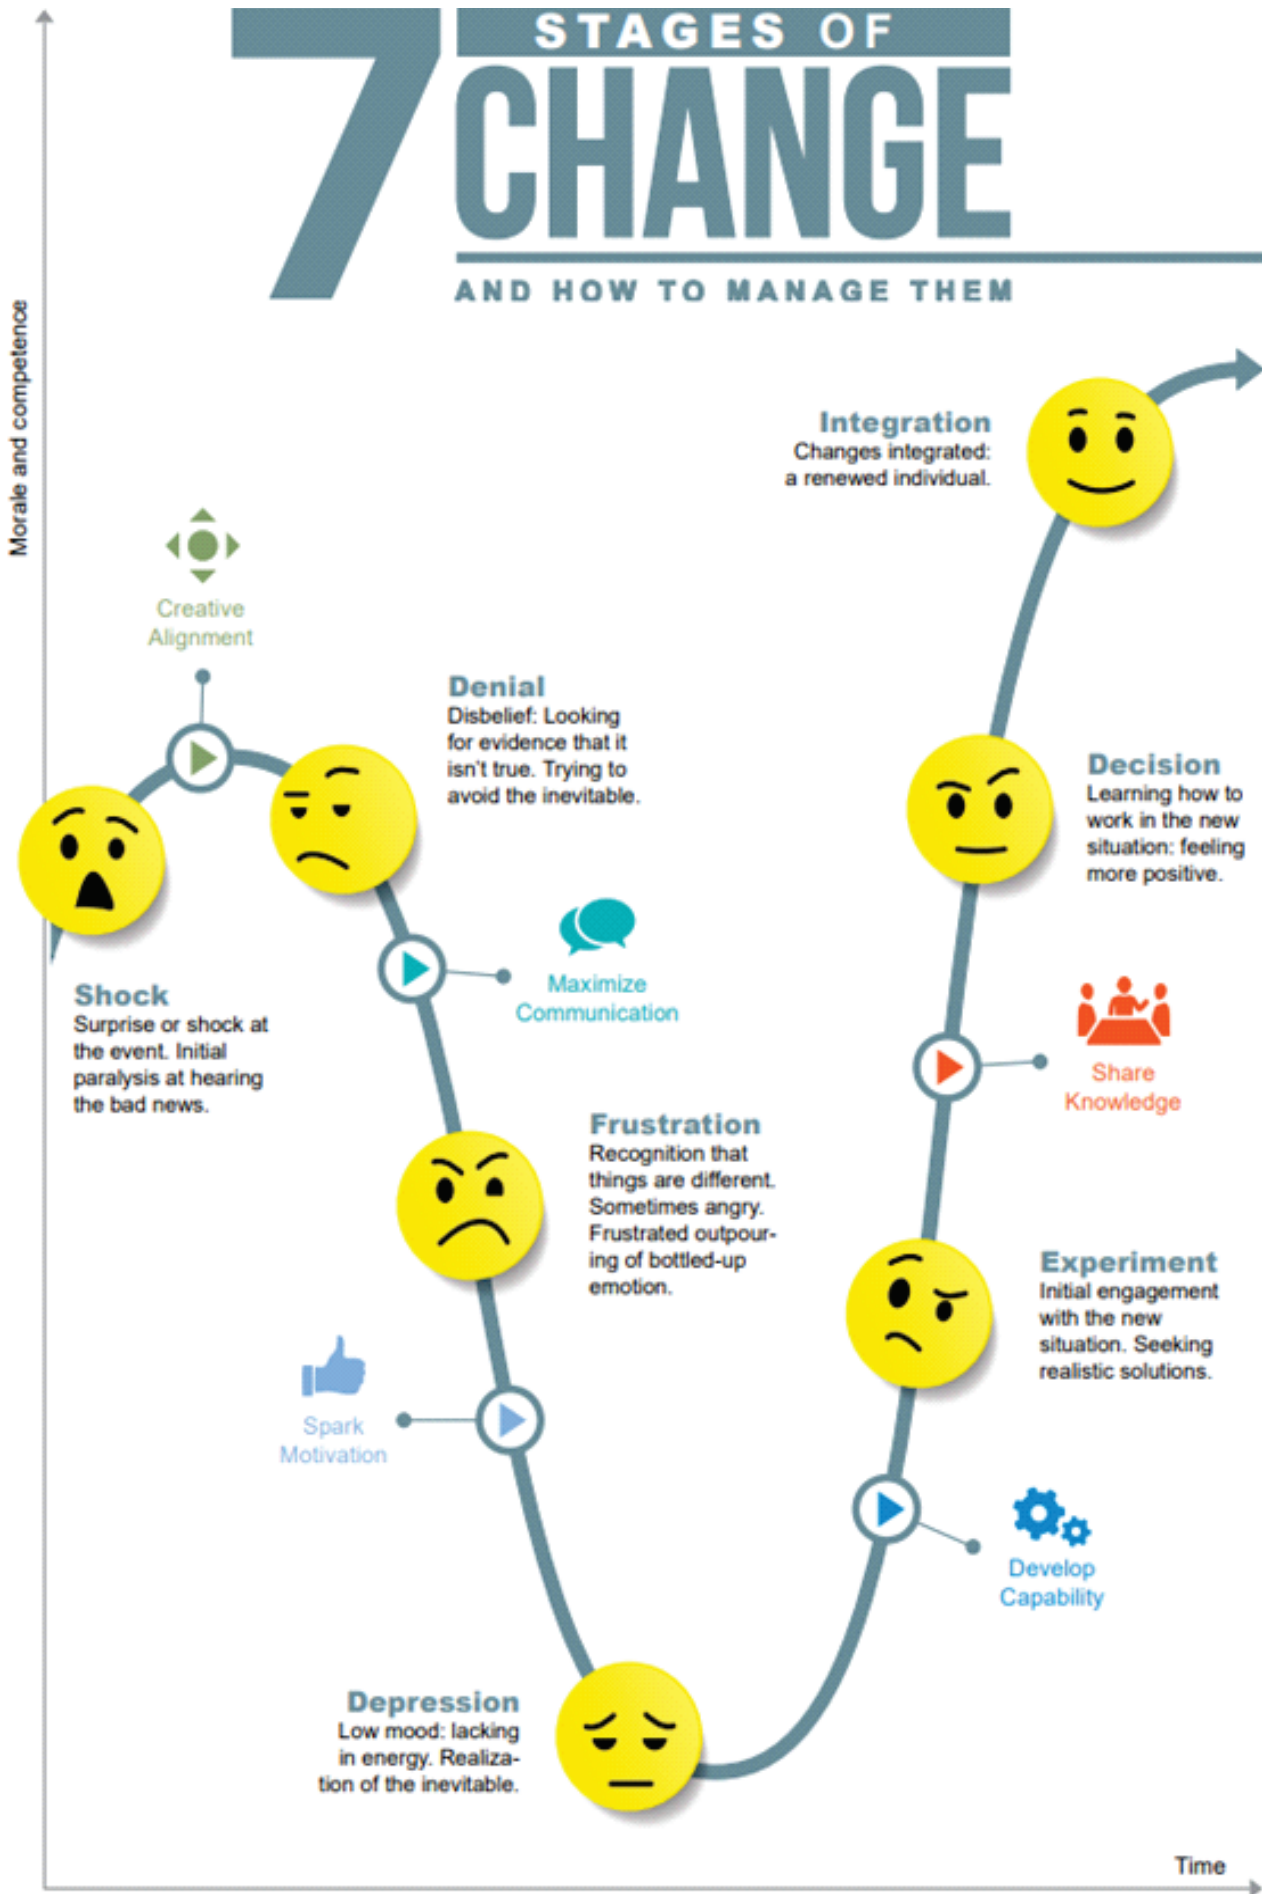 7
STAGES OF
CHANGE
AND HOW TO MANAGE THEM
Morale and competence
Integration
Changes integrated:
a renewed individual.
Creative
Alignment
Denial
Disbelief: Looking
for evidence that it
isn't true. Trying to
avoid the inevitable.
Decision
Learning how to
work in the new
situation: feeling
more positive.
Shock
Surprise or shock at
the event. Initial
paralysis at hearing
the bad news.
Maximize
Communication
Share
Knowledge
Frustration
Recognition that
things are different.
Sometimes angry.
Frustrated outpour-
ing of bottled-up
emotion.
Experiment
Initial engagement
with the new
situation. Seeking
realistic solutions.
Spark
Motivation
Develop
Capability
Depression
Low mood: lacking
in energy. Realiza-
tion of the inevitable.
Time